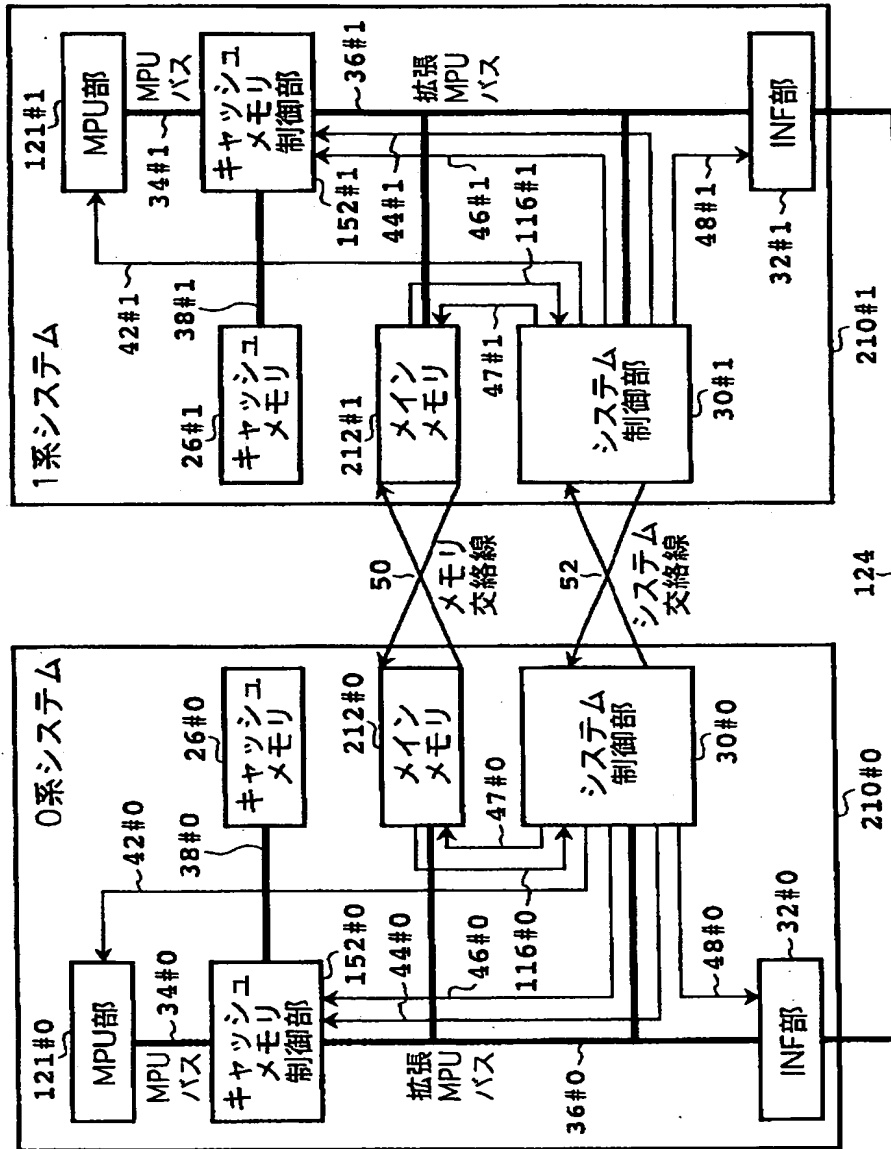 0系システム
121#0
MPU部
34#0
MPU
バス
42#0
キャッシュ
メモリ
制御部
152#0
38#0
26#0
キャッシュ
メモリ
44#0
46#0
拡張
MPU
バス
36#0
212#0
メイン
メモリ
47#0
116#0
システム
制御部
30#0
48#0
INF部
32#0
210#0
50
メモリ
交絡線
52
システム
交絡線
124
1系システム
121#1
MPU部
34#1
MPU
バス
42#1
キャッシュ
メモリ
制御部
152#1
38#1
26#1
キャッシュ
メモリ
44#1
46#1
拡張
MPU
バス
36#1
212#1
メイン
メモリ
47#1
116#1
システム
制御部
30#1
48#1
INF部
32#1
210#1